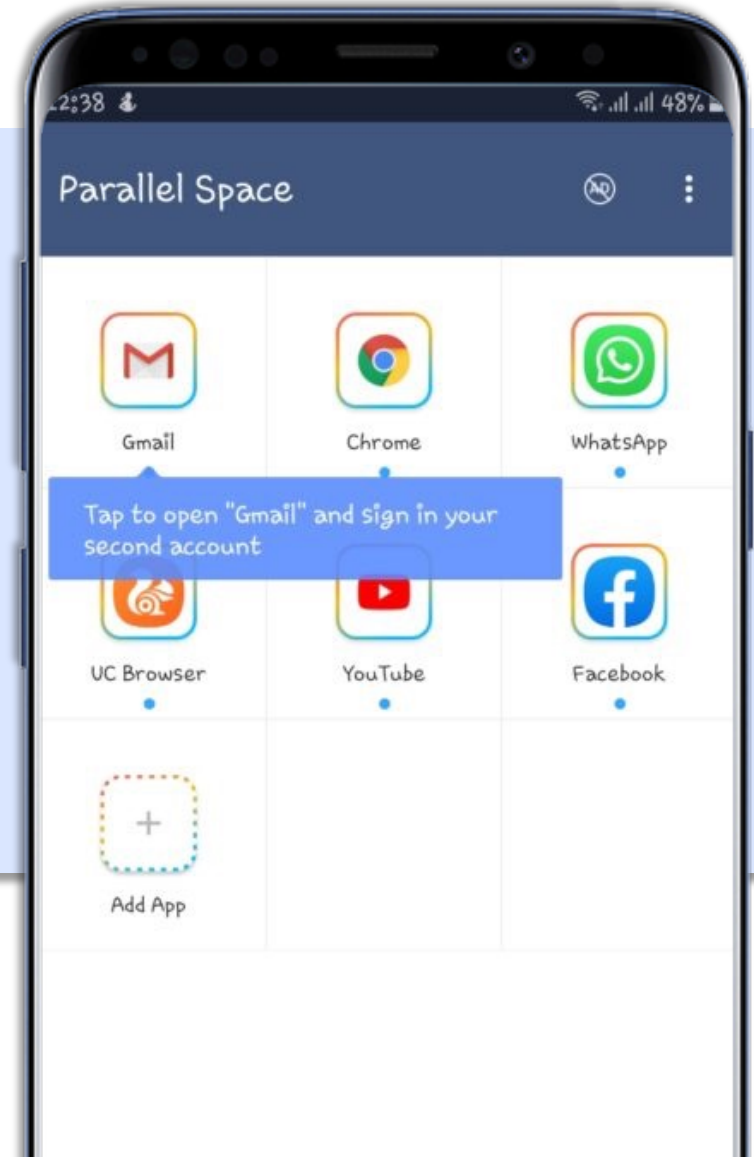 2:38
48%
Parallel Space
AD
Gmail
Chrome
WhatsApp
Tap to open "Gmail" and sign in your
second account
UC Browser
YouTube
Facebook
+
Add App